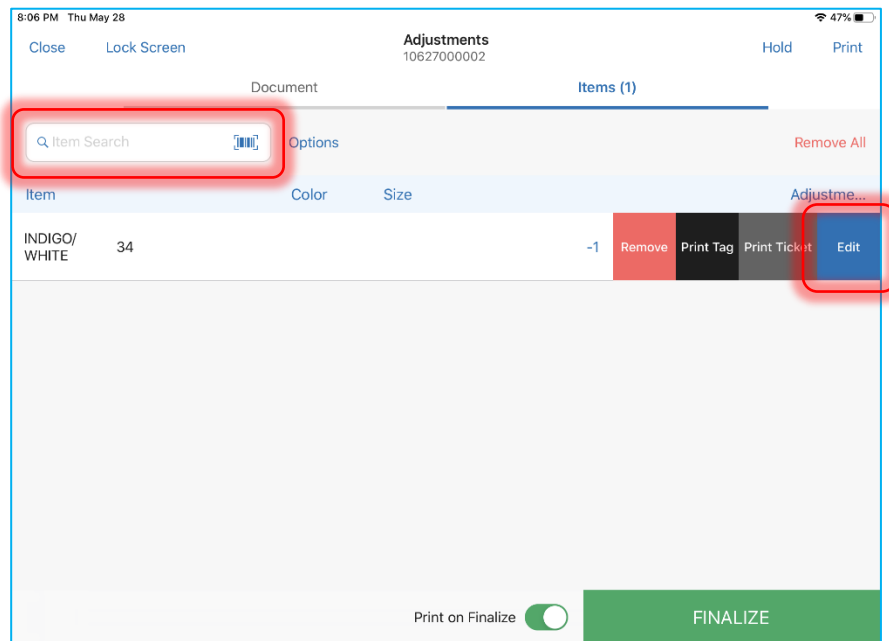 8:06 PM Thu May 28
47%
Close
Lock Screen
Adjustments
10627000002
Hold
Print
Document
Items (1)
Item Search
Options
Remove All
Item
Color
Size
Adjustme...
INDIGO/
WHITE
34
-1
Remove
Print Tag
Print Ticket
Edit
Print on Finalize
FINALIZE